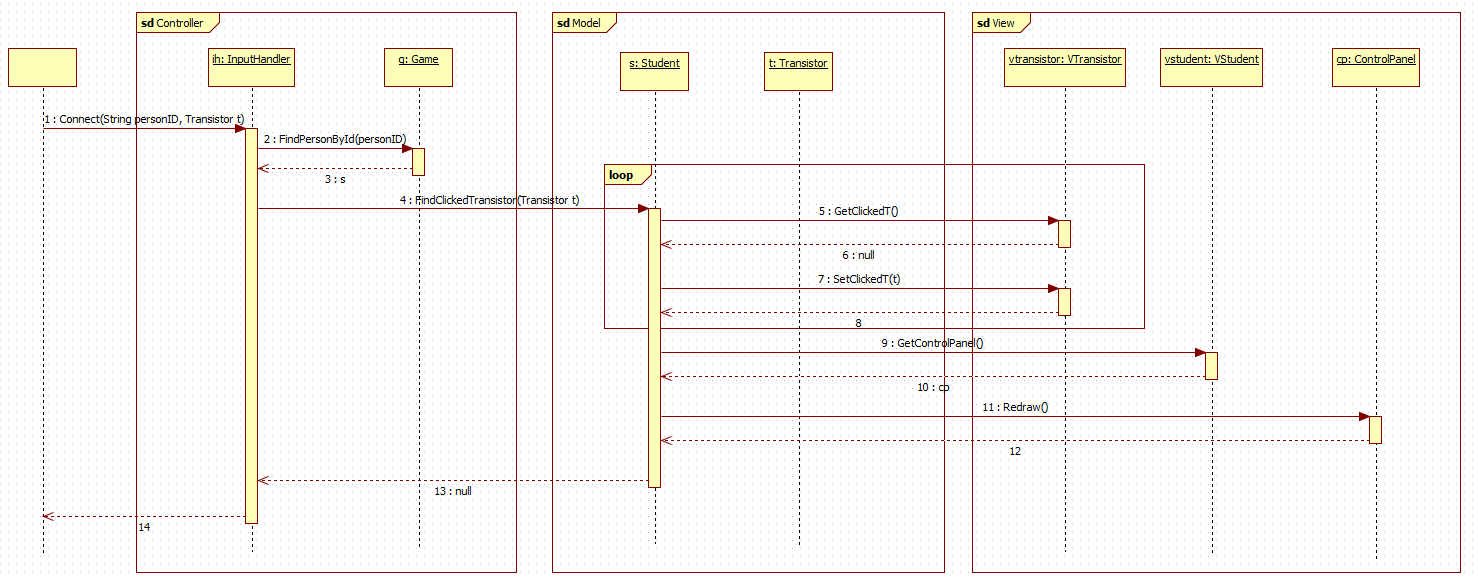 sd Controller
sd Model
sd View
ih: InputHandler
g: Game
s: Student
t: Transistor
vtransistor: VTransistor
vstudent: VStudent
cp: ControlPanel
1 : Connect(String personID, Transistor t)
2 : FindPersonById(personID)
3 : s
loop
4 : FindClickedTransistor(Transistor t)
5 : GetClickedT()
6 : null
7 : SetClickedT(t)
8
9 : GetControlPanel()
10 : cp
11 : Redraw()
12
13 : null
14